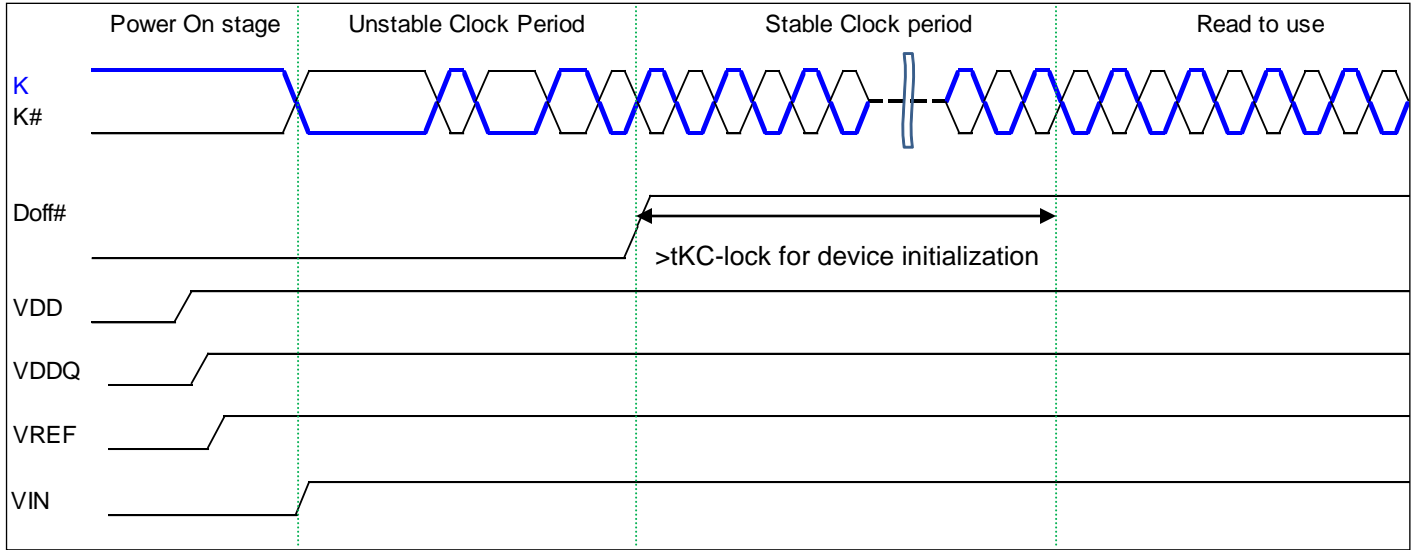 Power On stage
Unstable Clock Period
Stable Clock period
Read to use
K
K#
Doff#
>tKC-lock for device initialization
VDD
VDDQ
VREF
VIN